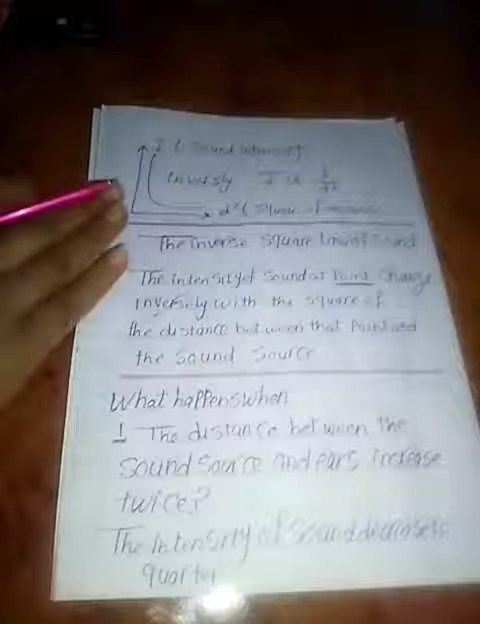 I ( Sound intensity)
Inversly I α 1/d²
d² ( Square of
The inverse Square Law of Sound
The intensity of Sound at Point Change
inversely with the square of
the distance between that Point and
the Sound Source
What happens when
1 The distance between the
Sound Source and ears increase
twice?
The intensity of Sound decrease to
quarter